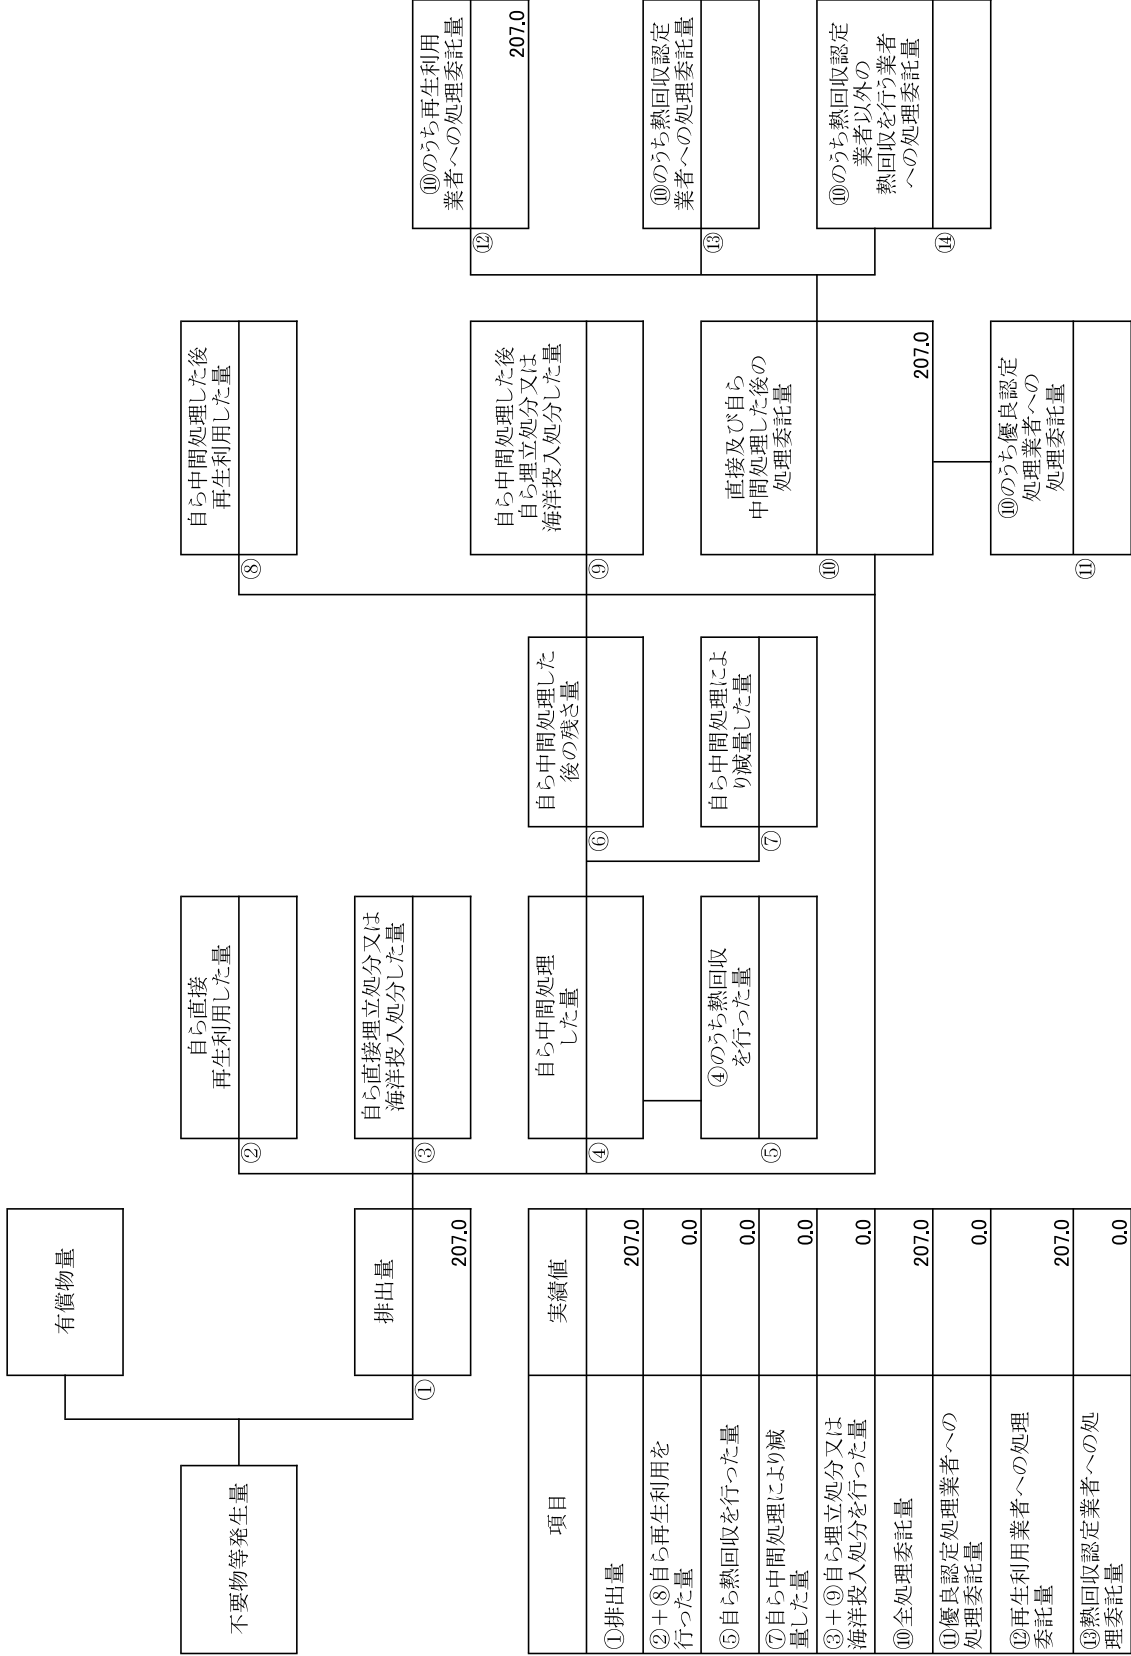 不要物等発生量
有償物量
①
排出量
207.0
②
自ら直接
再生利用した量
③
自ら直接埋立処分又は
海洋投入処分した量
④
自ら中間処理
した量
⑤
④のうち熱回収
を行った量
⑥
自ら中間処理した
後の残さ量
⑦
自ら中間処理によ
り減量した量
⑧
自ら中間処理した後
再生利用した量
⑨
自ら中間処理した後
自ら埋立処分又は
海洋投入処分した量
⑩
直接及び自ら
中間処理した後の
処理委託量
207.0
⑪
⑩のうち優良認定
処理業者への
処理委託量
⑫
⑩のうち再生利用
業者への処理委託量
207.0
⑬
⑩のうち熱回収認定
業者への処理委託量
⑭
⑩のうち熱回収認定
業者以外の
熱回収を行う業者
への処理委託量
項目 実績値
①排出量 207.0
②+⑧自ら再生利用を
行った量 0.0
⑤自ら熱回収を行った量 0.0
⑦自ら中間処理により減
量した量 0.0
③+⑨自ら埋立処分又は
海洋投入処分を行った量 0.0
⑩全処理委託量 207.0
⑪優良認定処理業者への
処理委託量 0.0
⑫再生利用業者への処理
委託量 207.0
⑬熱回収認定業者への処
理委託量 0.0